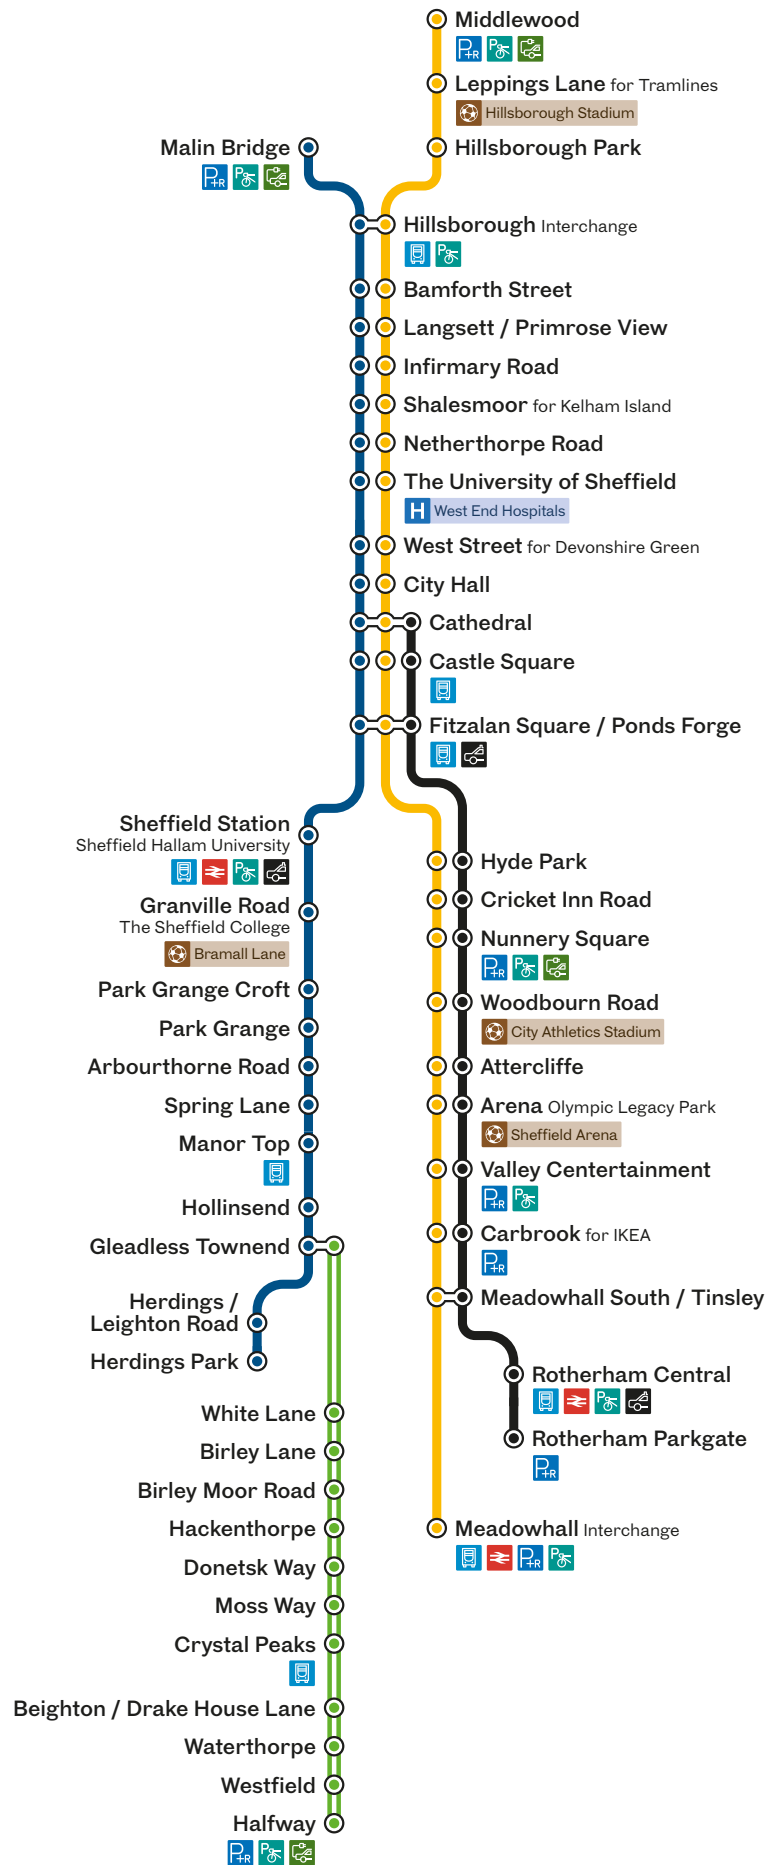 Middlewood
P+R P
Leppings Lane for Tramlines
Hillsborough Stadium
Malin Bridge
P+R P
Hillsborough Park
Hillsborough Interchange
P
Bamforth Street
Langsett / Primrose View
Infirmary Road
Shalesmoor for Kelham Island
Netherthorpe Road
The University of Sheffield
H West End Hospitals
West Street for Devonshire Green
City Hall
Cathedral
Castle Square
Fitzalan Square / Ponds Forge
Sheffield Station
Sheffield Hallam University
P
Granville Road
The Sheffield College
Bramall Lane
Park Grange Croft
Park Grange
Arbourthorne Road
Spring Lane
Manor Top
Hollinsend
Gleadless Townend
Herdings /
Leighton Road
Herdings Park
White Lane
Birley Lane
Birley Moor Road
Hackenthorpe
Donetsk Way
Moss Way
Crystal Peaks
Beighton / Drake House Lane
Waterthorpe
Westfield
Halfway
P+R P
Hyde Park
Cricket Inn Road
Nunnery Square
P+R P
Woodbourn Road
City Athletics Stadium
Attercliffe
Arena Olympic Legacy Park
Sheffield Arena
Valley Centertainment
P+R P
Carbrook for IKEA
P+R
Meadowhall South / Tinsley
Rotherham Central
P
Rotherham Parkgate
P+R
Meadowhall Interchange
P+R P